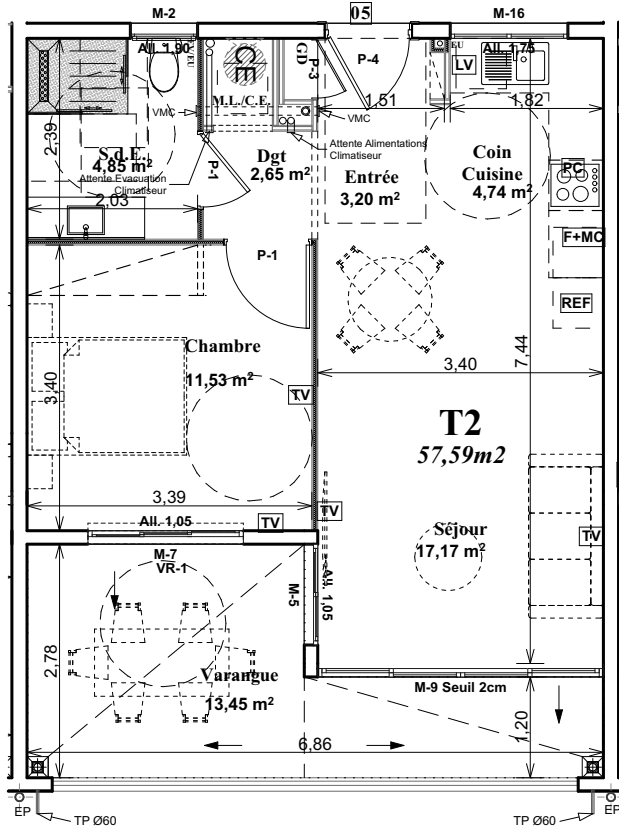 M-2
05
M-16
All. 1,90
EU
CE
M.L./C.E.
GD
P-3
P-4
EU
All. 1,75
LV
VMC
VMC
1,51
1,82
2,39
S.d.E.
4,85 m²
Attente Evacuation
Climatiseur
P-1
Dgt
2,65 m²
Attente Alimentations
Climatiseur
Entrée
3,20 m²
Coin
Cuisine
4,74 m²
PC
2,03
F+MC
P-1
REF
Chambre
11,53 m²
3,40
TV
3,40
7,44
T2
57,59m2
3,39
All. 1,05
TV
TV
Séjour
17,17 m²
TV
M-7
VR-1
M-5
All. 1,05
2,78
Varangue
13,45 m²
M-9 Seuil 2cm
1,20
6,86
EP
TP Ø60
TP Ø60
EP